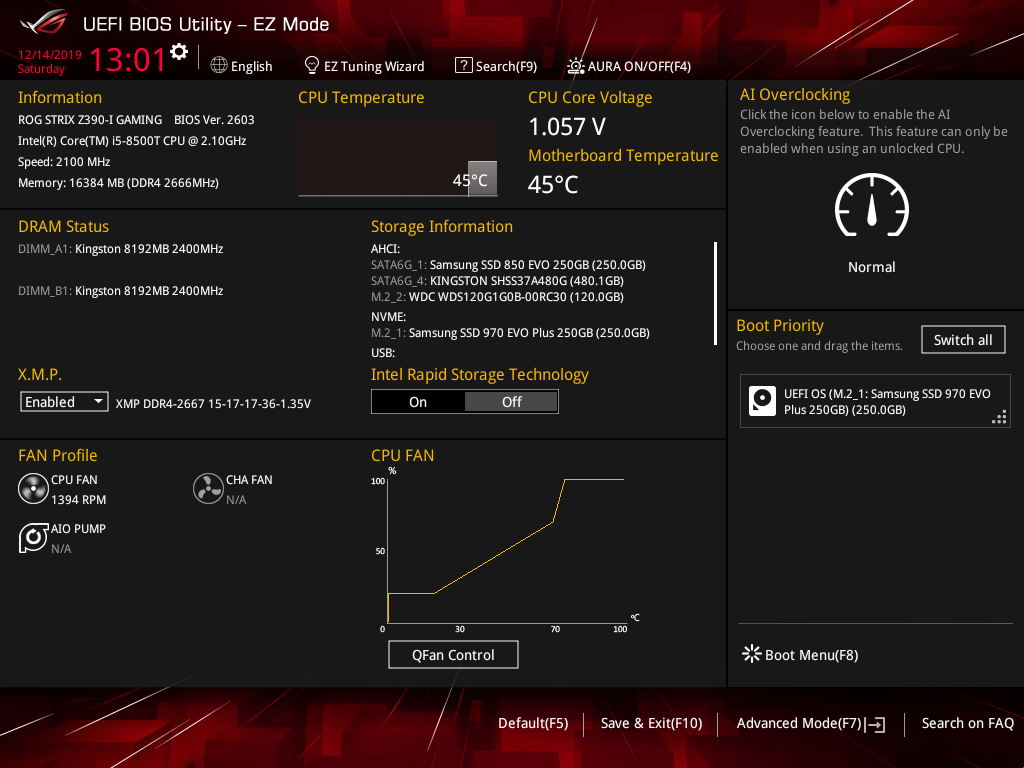 UEFI BIOS Utility – EZ Mode
12/14/2019
Saturday
13:01
English
EZ Tuning Wizard
? Search(F9)
AURA ON/OFF(F4)
Information
ROG STRIX Z390-I GAMING BIOS Ver. 2603
Intel(R) Core(TM) i5-8500T CPU @ 2.10GHz
Speed: 2100 MHz
Memory: 16384 MB (DDR4 2666MHz)
CPU Temperature
45°C
CPU Core Voltage
1.057 V
Motherboard Temperature
45°C
AI Overclocking
Click the icon below to enable the AI
Overclocking feature. This feature can only be
enabled when using an unlocked CPU.
Normal
DRAM Status
DIMM_A1: Kingston 8192MB 2400MHz
DIMM_B1: Kingston 8192MB 2400MHz
Storage Information
AHCI:
SATA6G_1: Samsung SSD 850 EVO 250GB (250.0GB)
SATA6G_4: KINGSTON SHSS37A480G (480.1GB)
M.2_2: WDC WDS120G1G0B-00RC30 (120.0GB)
NVME:
M.2_1: Samsung SSD 970 EVO Plus 250GB (250.0GB)
USB:
X.M.P.
Enabled
XMP DDR4-2667 15-17-17-36-1.35V
Intel Rapid Storage Technology
On
Off
Boot Priority
Choose one and drag the items.
Switch all
UEFI OS (M.2_1: Samsung SSD 970 EVO
Plus 250GB) (250.0GB)
FAN Profile
CPU FAN
1394 RPM
CHA FAN
N/A
AIO PUMP
N/A
CPU FAN
%
100
50
0
30
70
100
°C
QFan Control
Boot Menu(F8)
Default(F5)
Save & Exit(F10)
Advanced Mode(F7)
Search on FAQ